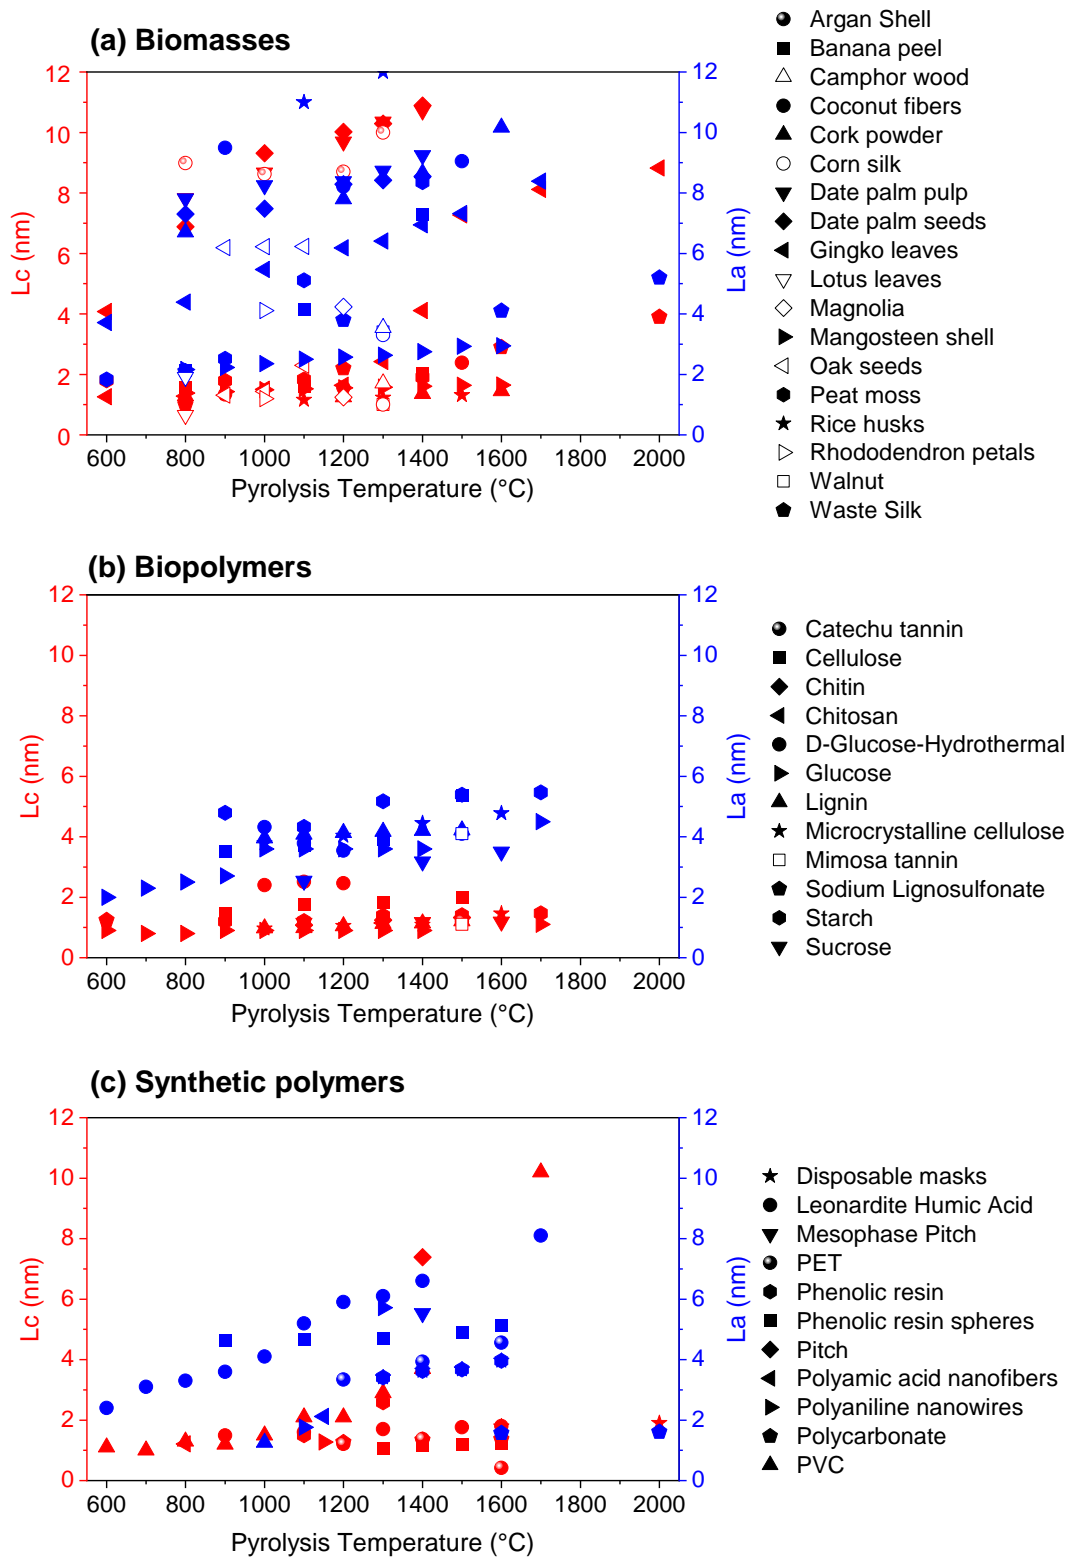 (a) Biomasses
12
10
8
6
4
2
0
Lc (nm)
12
10
8
6
4
2
0
La (nm)
600 800 1000 1200 1400 1600 1800 2000
Pyrolysis Temperature (°C)
Argan Shell
Banana peel
Camphor wood
Coconut fibers
Cork powder
Corn silk
Date palm pulp
Date palm seeds
Gingko leaves
Lotus leaves
Magnolia
Mangosteen shell
Oak seeds
Peat moss
Rice husks
Rhododendron petals
Walnut
Waste Silk
(b) Biopolymers
12
10
8
6
4
2
0
Lc (nm)
12
10
8
6
4
2
0
La (nm)
600 800 1000 1200 1400 1600 1800 2000
Pyrolysis Temperature (°C)
Catechu tannin
Cellulose
Chitin
Chitosan
D-Glucose-Hydrothermal
Glucose
Lignin
Microcrystalline cellulose
Mimosa tannin
Sodium Lignosulfonate
Starch
Sucrose
(c) Synthetic polymers
12
10
8
6
4
2
0
Lc (nm)
12
10
8
6
4
2
0
La (nm)
600 800 1000 1200 1400 1600 1800 2000
Pyrolysis Temperature (°C)
Disposable masks
Leonardite Humic Acid
Mesophase Pitch
PET
Phenolic resin
Phenolic resin spheres
Pitch
Polyamic acid nanofibers
Polyaniline nanowires
Polycarbonate
PVC